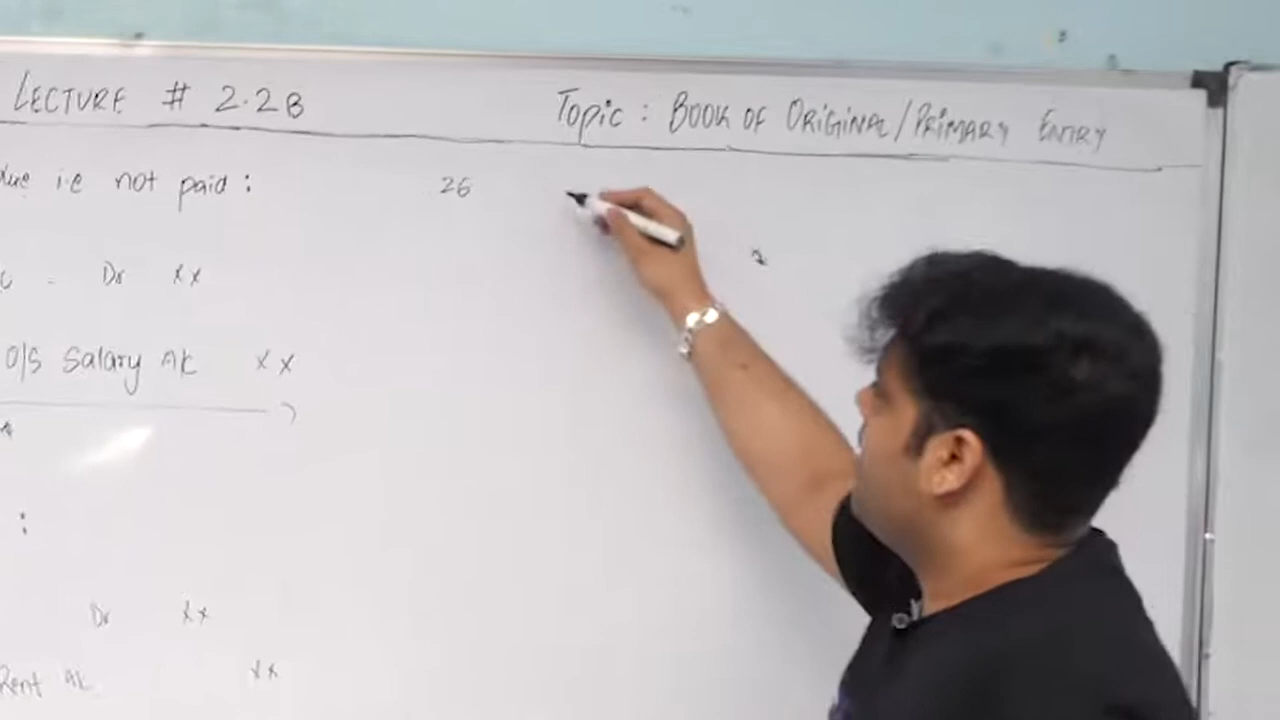 LECTURE # 2.2B
Topic : BOOK OF ORIGINAL/PRIMARY ENTRY
due i.e not paid :
26
Dr xx
O/S Salary A/c xx
:
Dr xx
Rent A/c xx